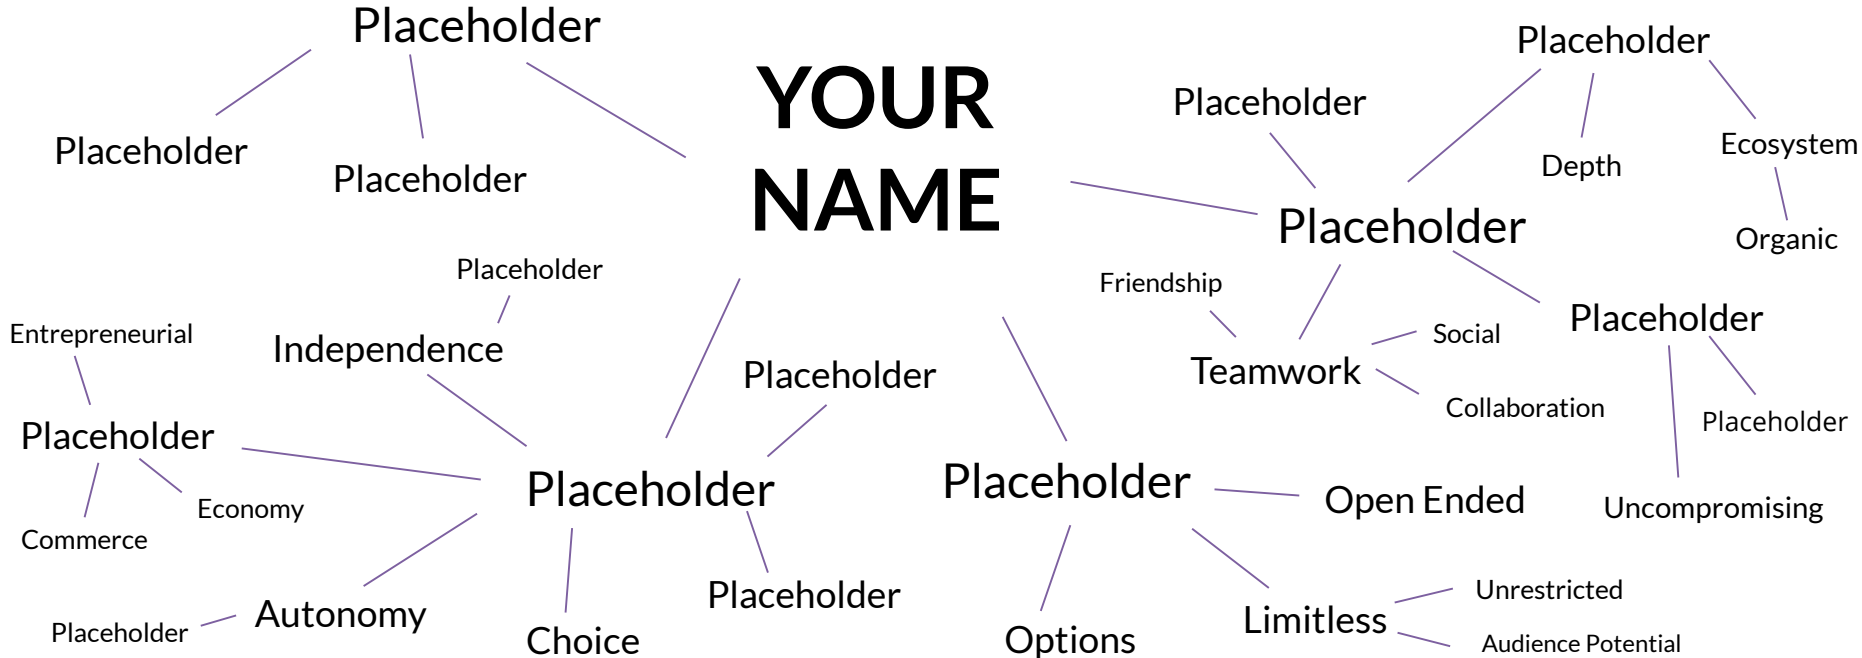 Placeholder
Placeholder
Placeholder
YOUR
NAME
Placeholder
Placeholder
Depth
Ecosystem
Organic
Placeholder
Friendship
Teamwork
Social
Collaboration
Placeholder
Placeholder
Uncompromising
Placeholder
Independence
Entrepreneurial
Placeholder
Economy
Commerce
Placeholder
Placeholder
Autonomy
Placeholder
Choice
Placeholder
Placeholder
Open Ended
Options
Limitless
Unrestricted
Audience Potential